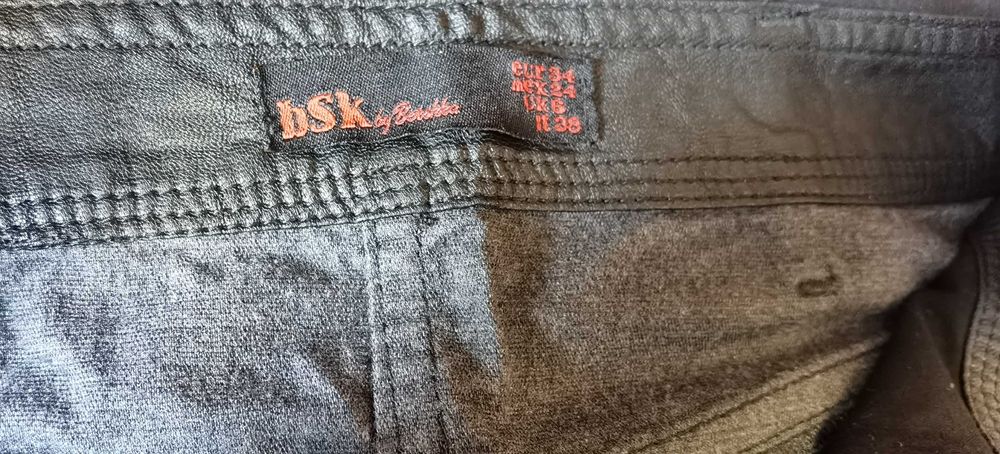 bSk by Bershka
eur 34
mex 24
UK 6
it 38